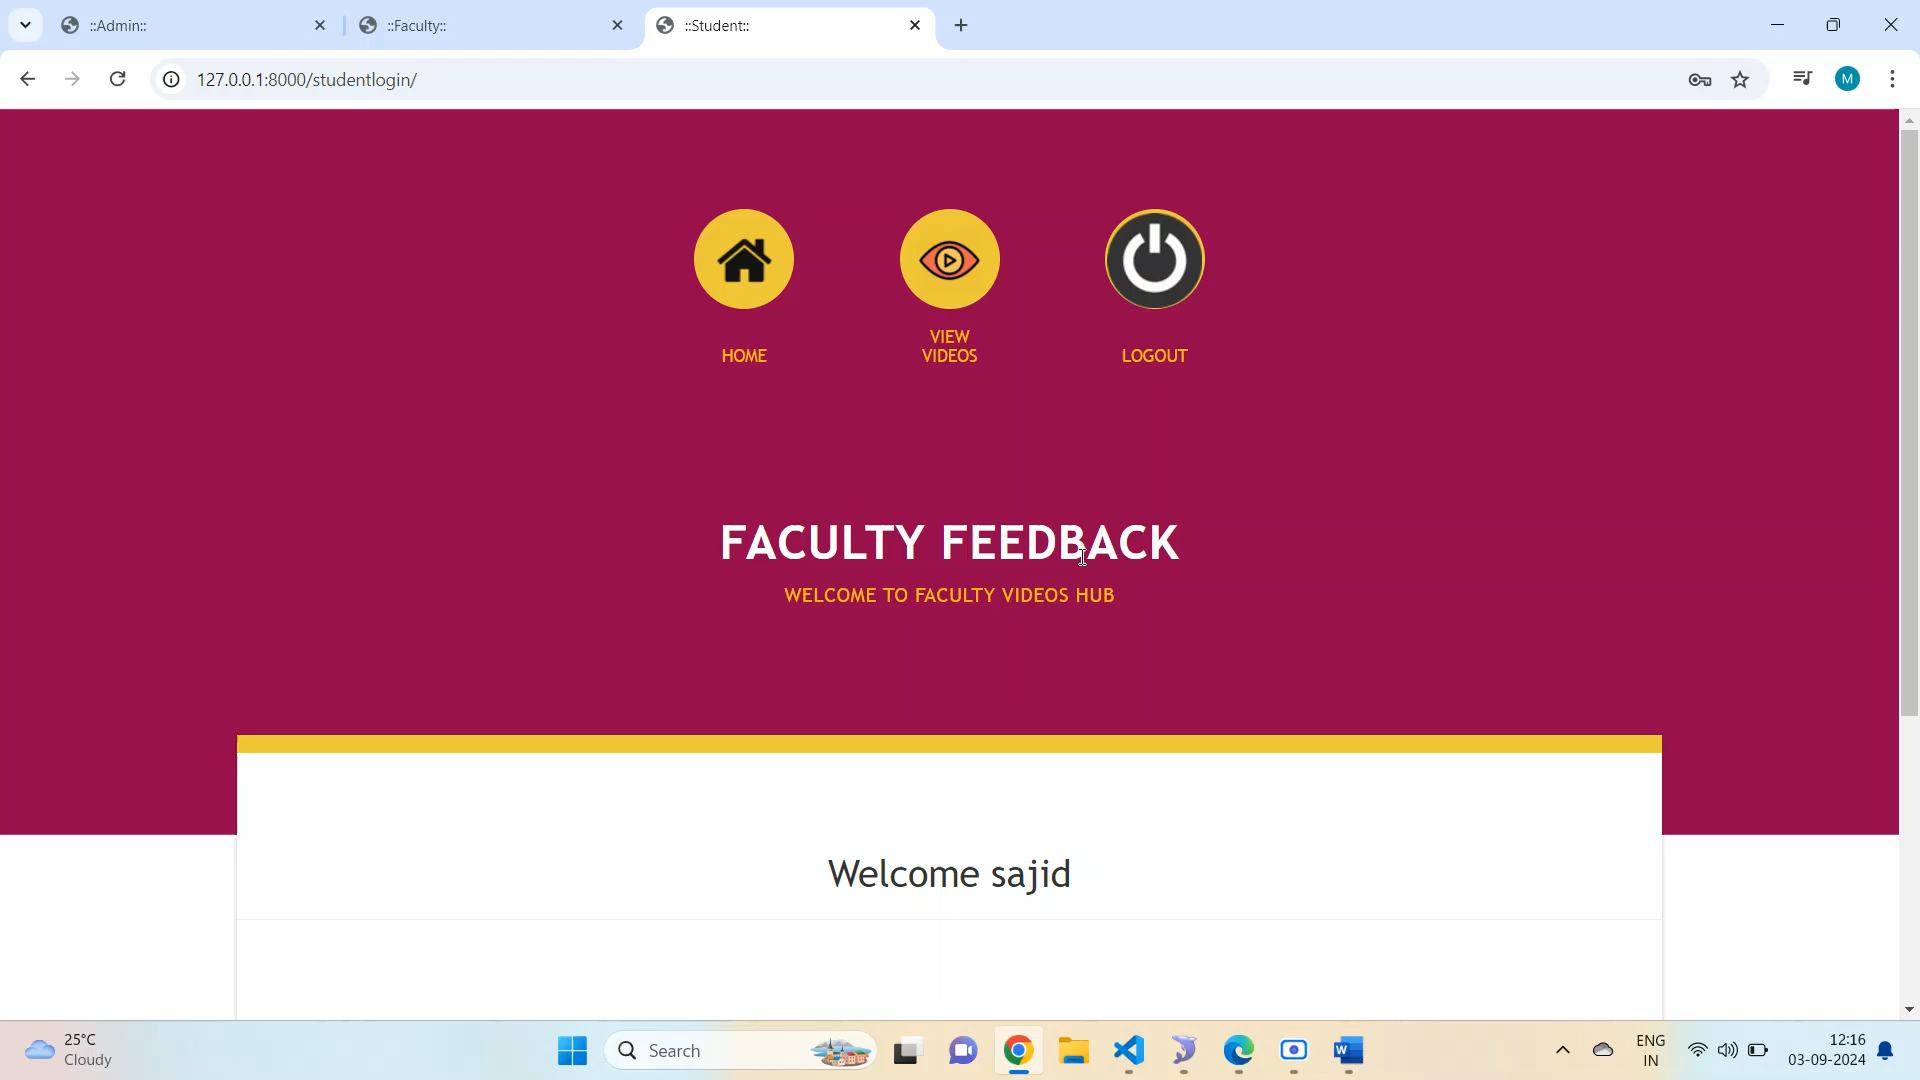 ::Admin::
::Faculty::
::Student::
127.0.0.1:8000/studentlogin/
M
HOME
VIEW
VIDEOS
LOGOUT
FACULTY FEEDBACK
WELCOME TO FACULTY VIDEOS HUB
Welcome sajid
25°C
Cloudy
Search
W
ENG
IN
12:16
03-09-2024